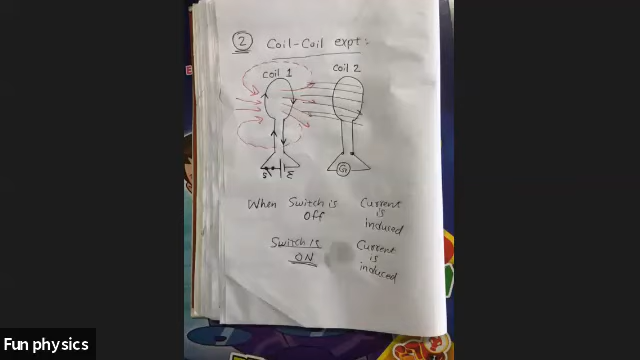 2 Coil-Coil expt:
Coil 1 Coil 2
S E G
When Switch is Off Current is induced
Switch is ON Current is induced
Fun physics